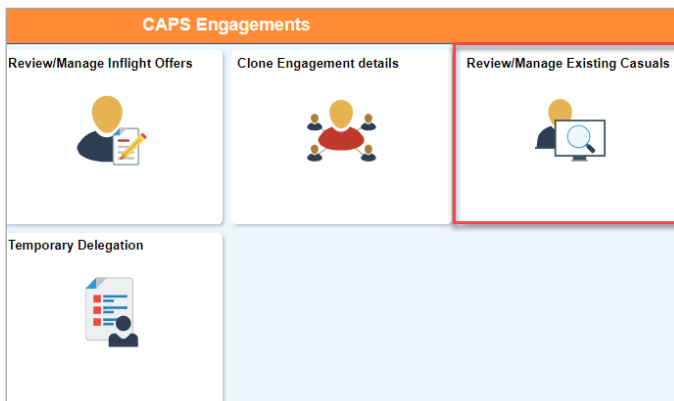 CAPS Engagements
Review/Manage Inflight Offers
Clone Engagement details
Review/Manage Existing Casuals
Temporary Delegation